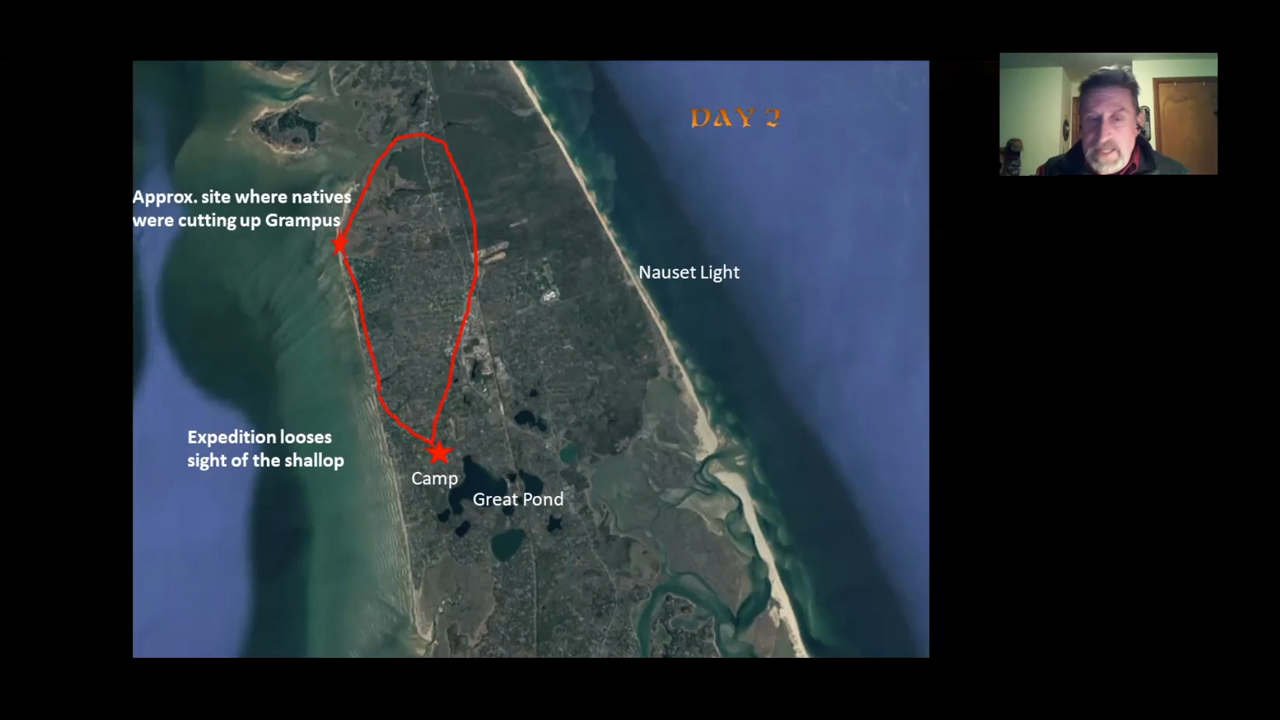 DAY 2
Approx. site where natives
were cutting up Grampus
Nauset Light
Expedition looses
sight of the shallop
Camp
Great Pond